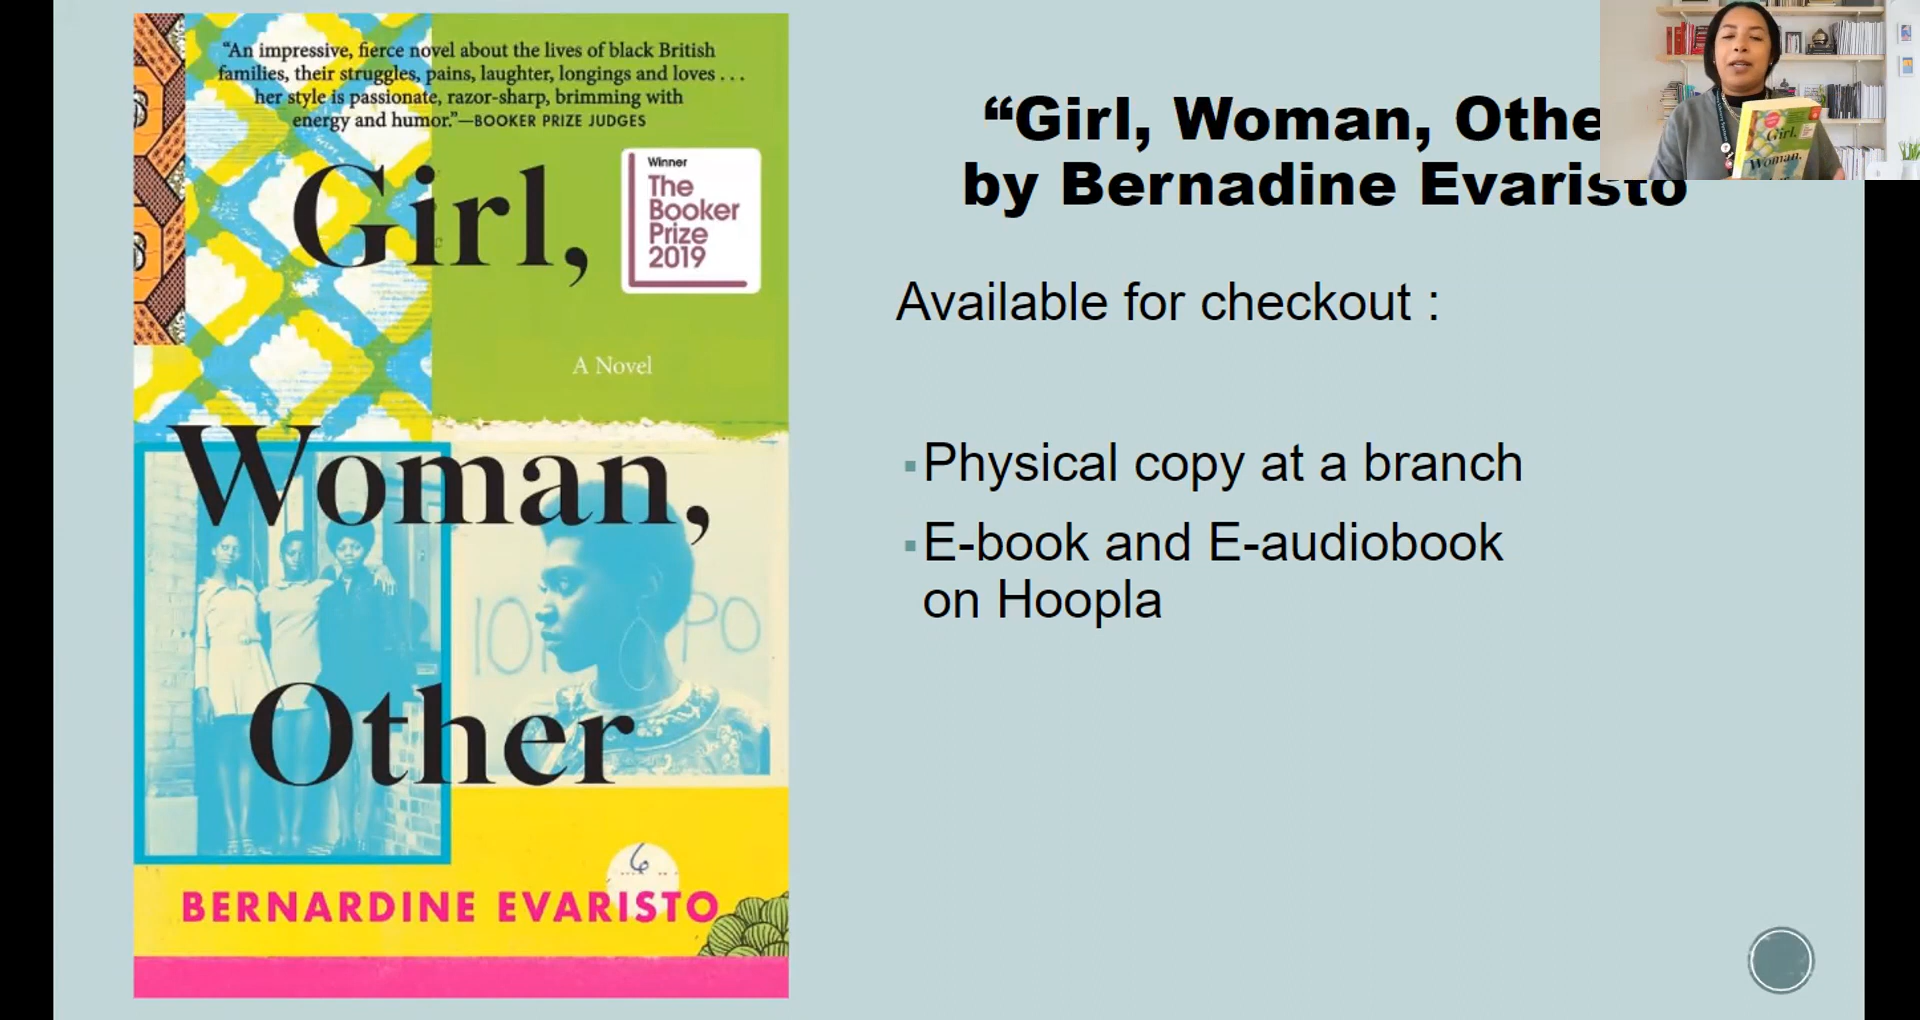 “An impressive, fierce novel about the lives of black British
families, their struggles, pains, laughter, longings and loves . . .
her style is passionate, razor-sharp, brimming with
energy and humor.”—BOOKER PRIZE JUDGES
Girl,
Winner
The
Booker
Prize
2019
A Novel
Woman,
Other
6
BERNARDINE EVARISTO
“Girl, Woman, Othe
by Bernadine Evaristo
Available for checkout :
Physical copy at a branch
E-book and E-audiobook
on Hoopla
Girl,
Woman,